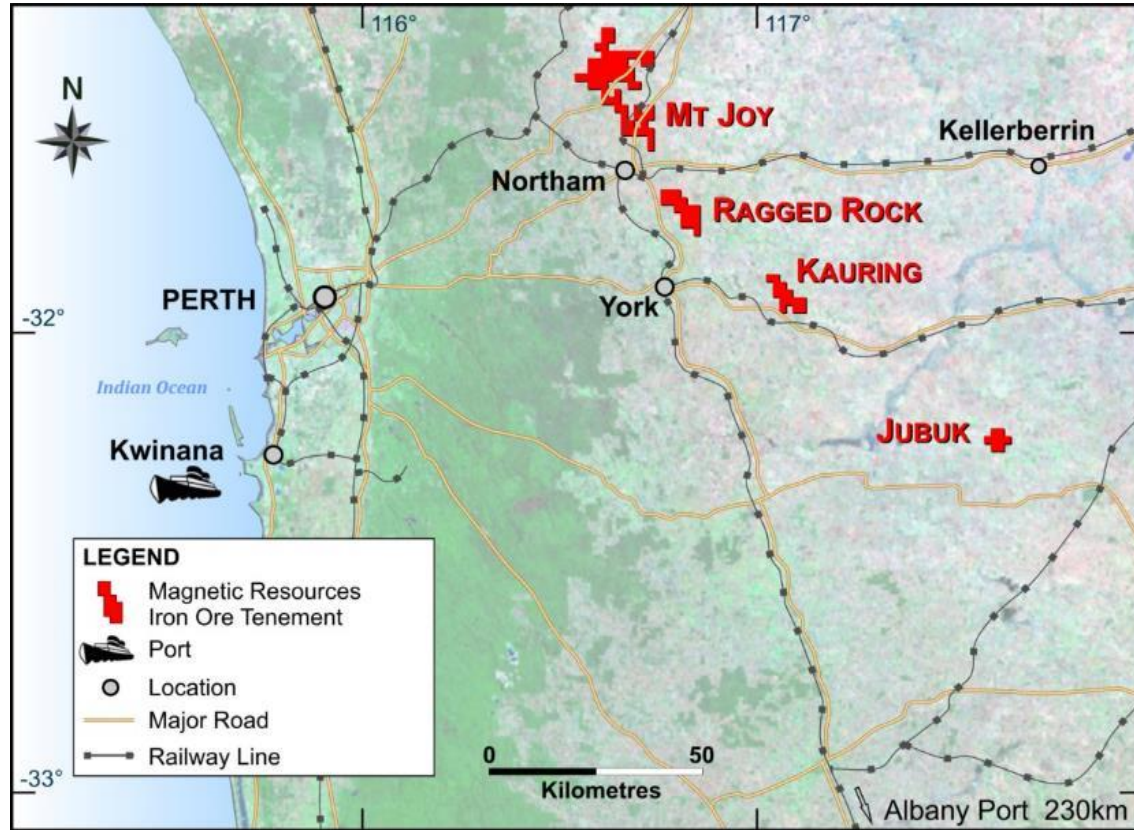 116°
117°
N
MT JOY
Kellerberrin
Northam
RAGGED ROCK
KAURING
PERTH
York
-32°
Indian Ocean
JUBUK
Kwinana
LEGEND
Magnetic Resources
Iron Ore Tenement
Port
Location
Major Road
Railway Line
0 50
Kilometres
-33°
Albany Port 230km